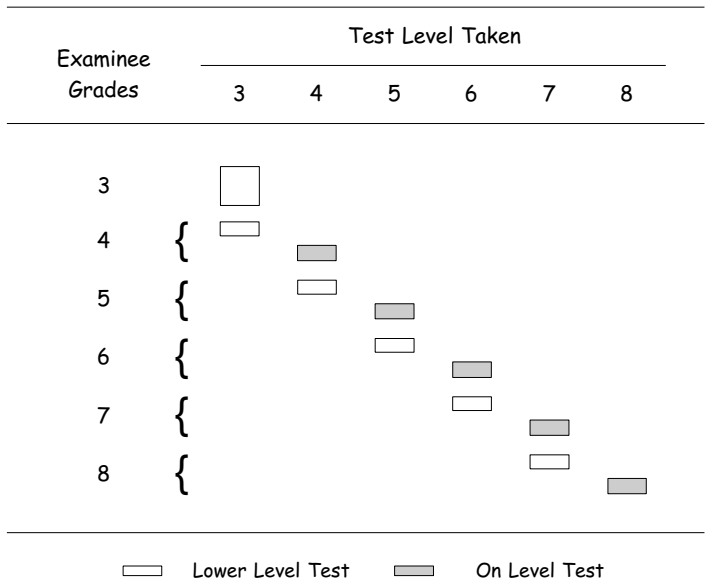 Test Level Taken
Examinee
Grades
3 4 5 6 7 8
3
4 {
5 {
6 {
7 {
8 {
Lower Level Test On Level Test